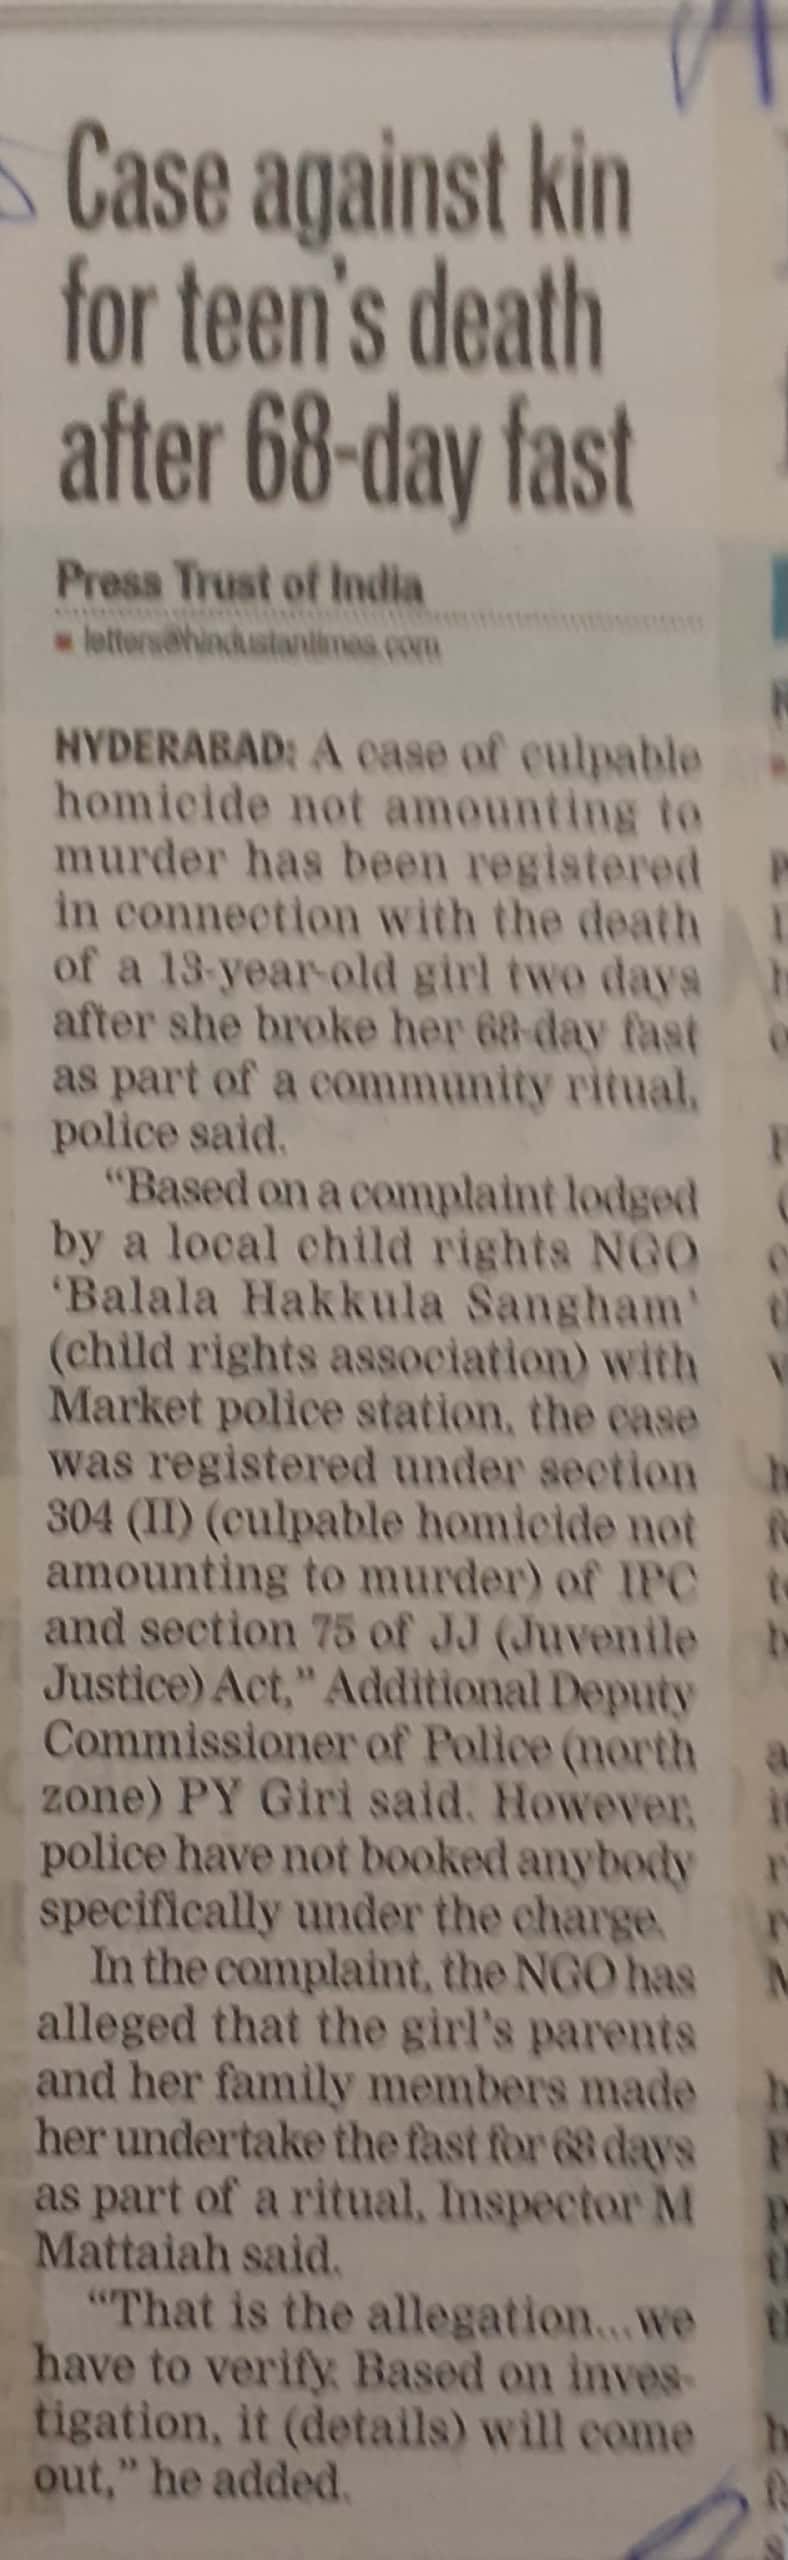 Case against kin
for teen's death
after 68-day fast
Press Trust of India
letters@hindustantimes.com
HYDERABAD: A case of culpable
homicide not amounting to
murder has been registered
in connection with the death
of a 13-year-old girl two days
after she broke her 68-day fast
as part of a community ritual,
police said.
“Based on a complaint lodged
by a local child rights NGO
‘Balala Hakkula Sangham’
(child rights association) with
Market police station, the case
was registered under section
304 (II) (culpable homicide not
amounting to murder) of IPC
and section 75 of JJ (Juvenile
Justice) Act,” Additional Deputy
Commissioner of Police (north
zone) PY Giri said. However,
police have not booked anybody
specifically under the charge.
In the complaint, the NGO has
alleged that the girl’s parents
and her family members made
her undertake the fast for 68 days
as part of a ritual, Inspector M
Mattaiah said.
“That is the allegation...we
have to verify. Based on inves-
tigation, it (details) will come
out,” he added.